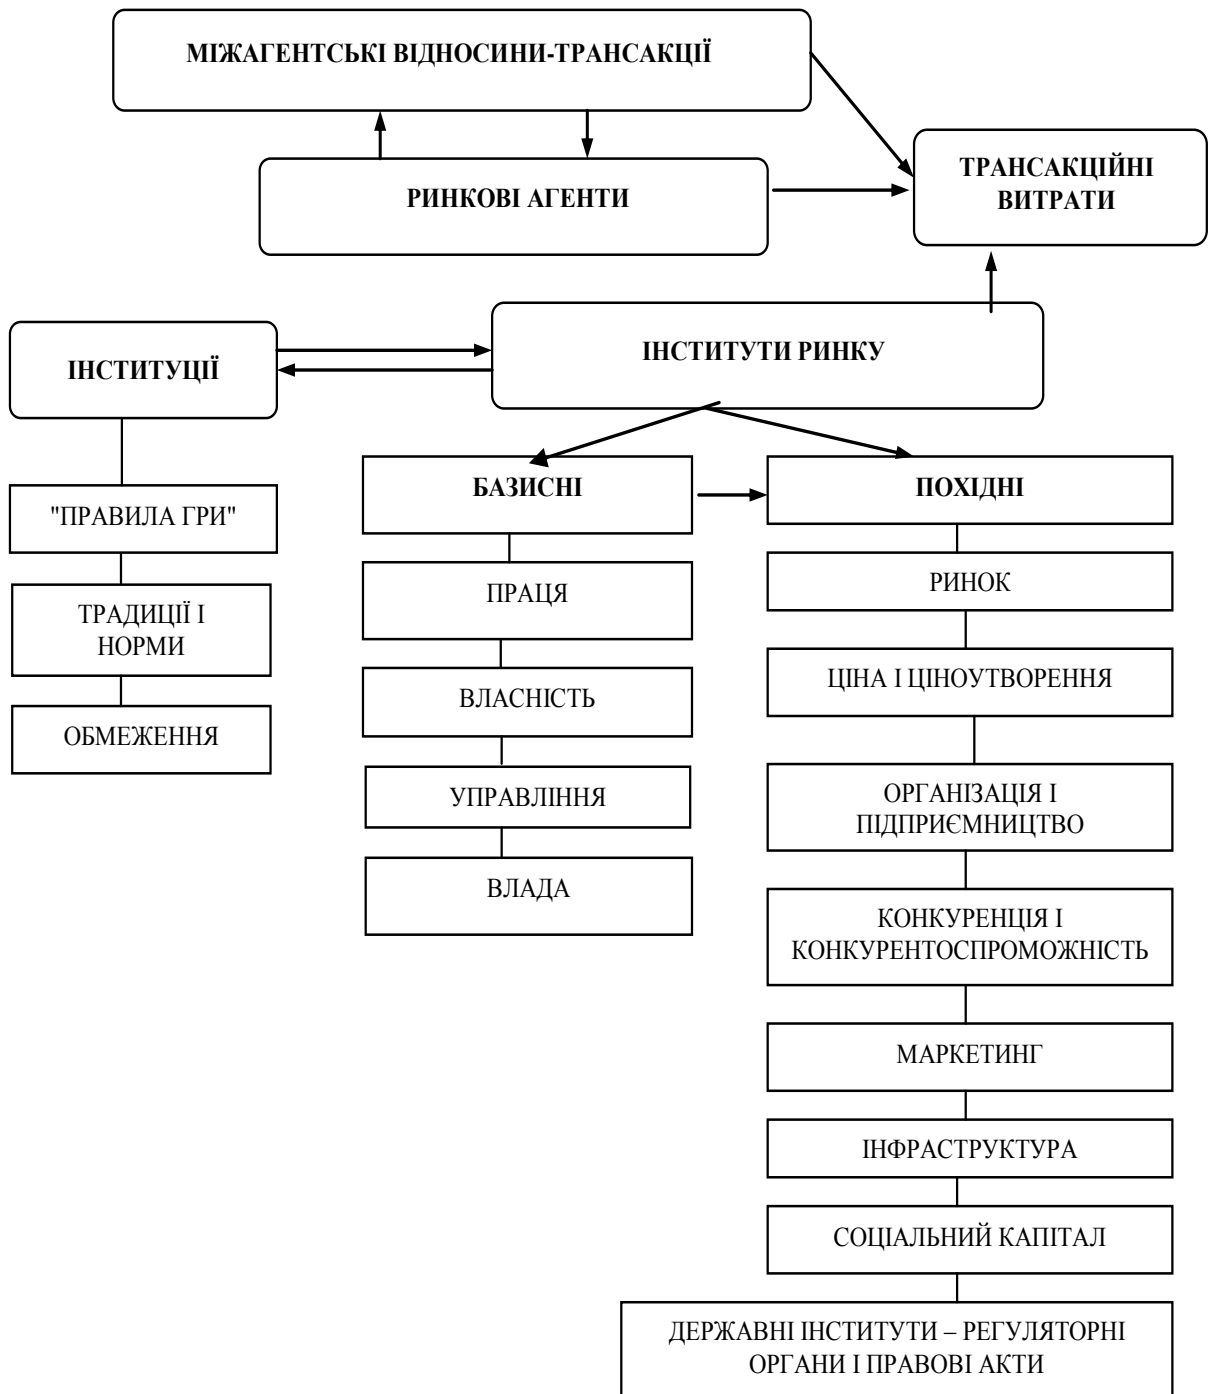 МІЖАГЕНТСЬКІ ВІДНОСИНИ-ТРАНСАКЦІЇ
РИНКОВІ АГЕНТИ
ТРАНСАКЦІЙНІ
ВИТРАТИ
ІНСТИТУЦІЇ
ІНСТИТУТИ РИНКУ
"ПРАВИЛА ГРИ"
ТРАДИЦІЇ І
НОРМИ
ОБМЕЖЕННЯ
БАЗИСНІ
ПРАЦЯ
ВЛАСНІСТЬ
УПРАВЛІННЯ
ВЛАДА
ПОХІДНІ
РИНОК
ЦІНА І ЦІНОУТВОРЕННЯ
ОРГАНІЗАЦІЯ І
ПІДПРИЄМНИЦТВО
КОНКУРЕНЦІЯ І
КОНКУРЕНТОСПРОМОЖНІСТЬ
МАРКЕТИНГ
ІНФРАСТРУКТУРА
СОЦІАЛЬНИЙ КАПІТАЛ
ДЕРЖАВНІ ІНСТИТУТИ – РЕГУЛЯТОРНІ
ОРГАНИ І ПРАВОВІ АКТИ